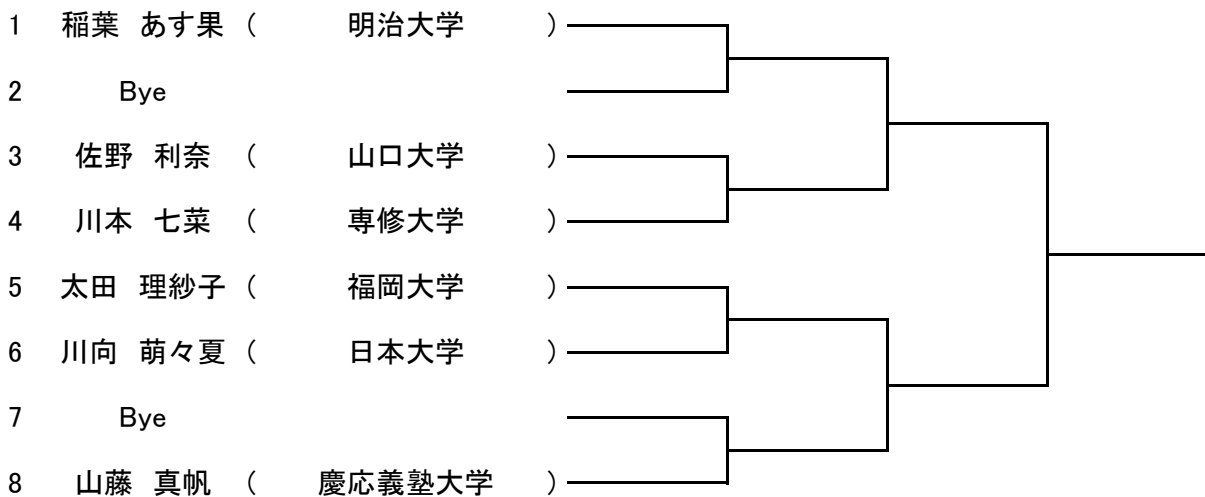 1 稲葉 あす果 ( 明治大学 )
2 Bye
3 佐野 利奈 ( 山口大学 )
4 川本 七菜 ( 専修大学 )
5 太田 理紗子 ( 福岡大学 )
6 川向 萌々夏 ( 日本大学 )
7 Bye
8 山藤 真帆 ( 慶応義塾大学 )